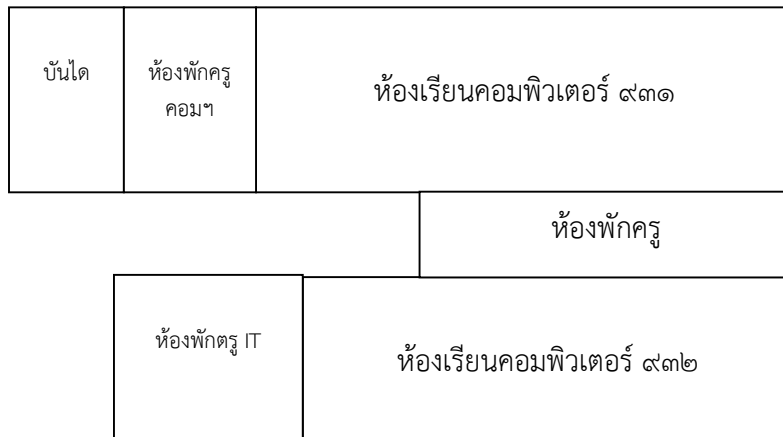 บันได
ห้องพักครู
คอมฯ
ห้องเรียนคอมพิวเตอร์ ๙๓๑
ห้องพักครู
ห้องพักตรู IT
ห้องเรียนคอมพิวเตอร์ ๙๓๒